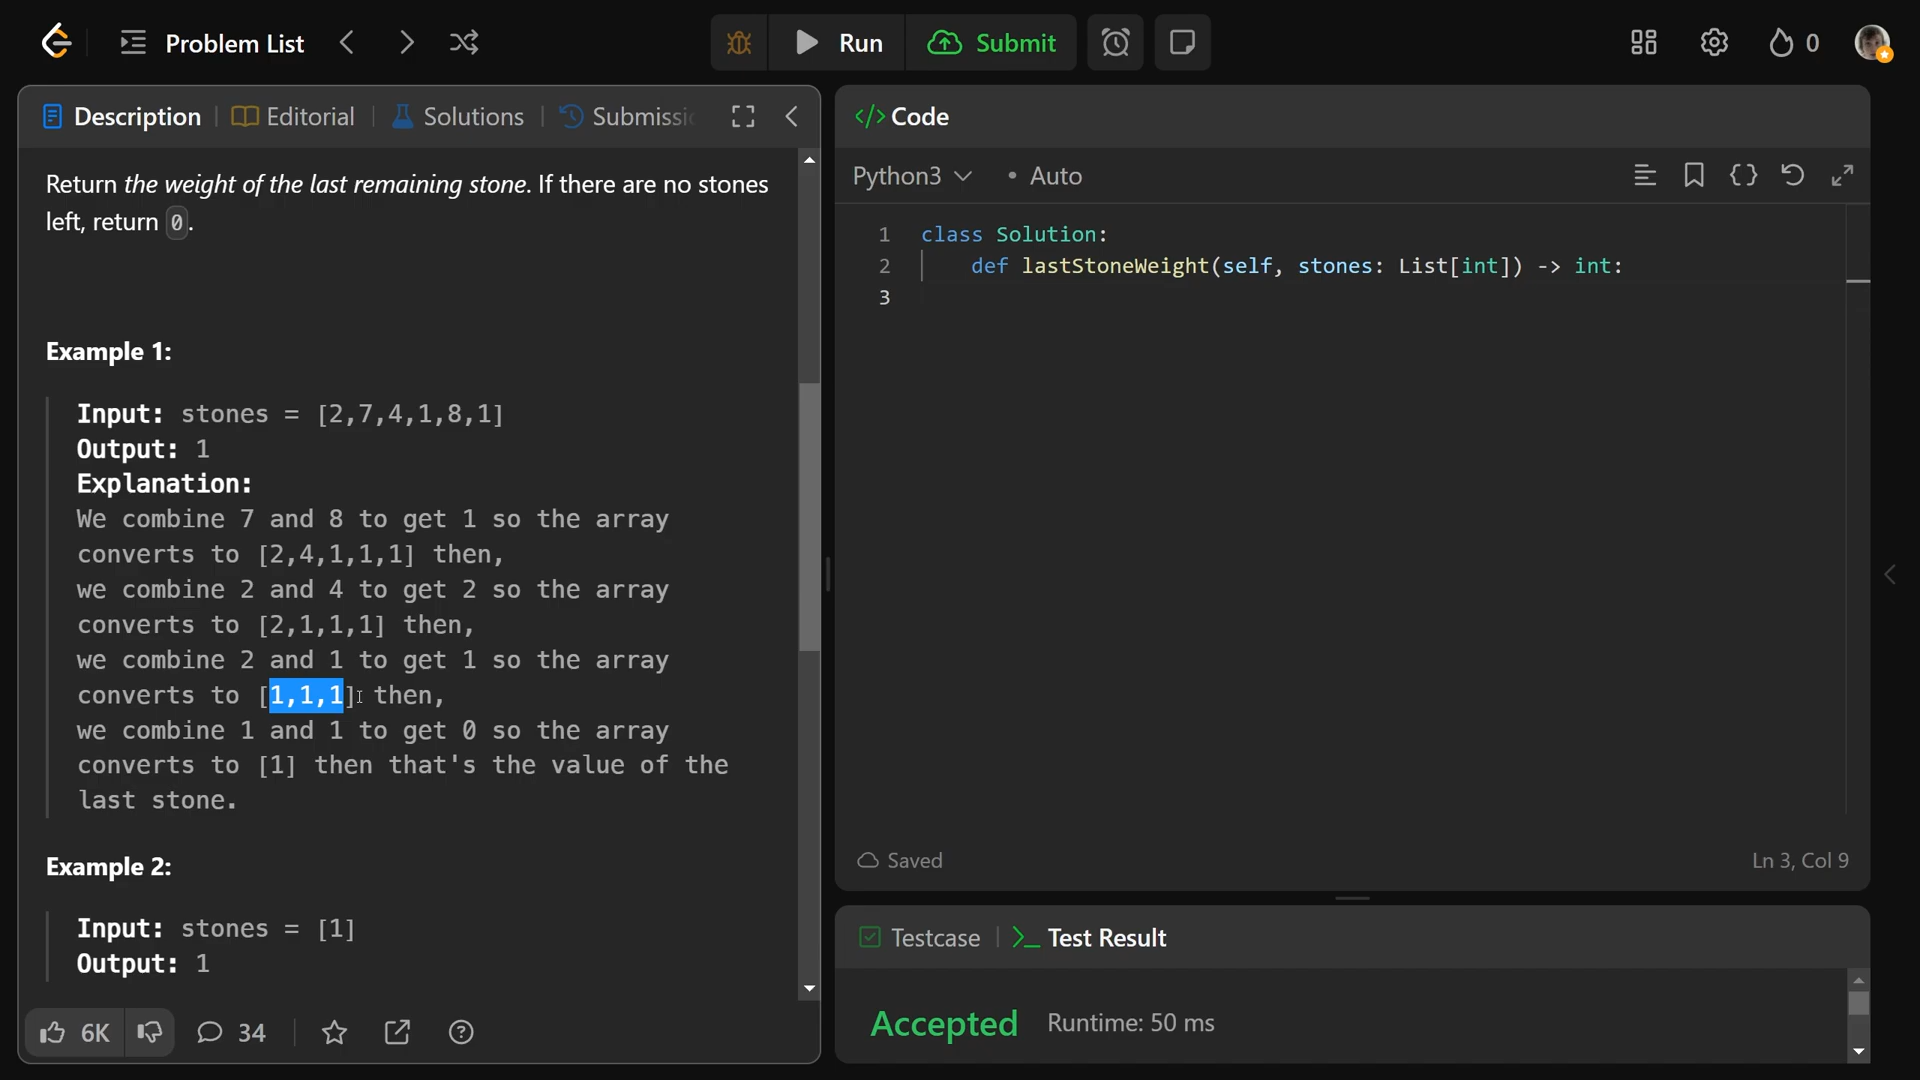 Problem List
Run
Submit
0
Description
Editorial
Solutions
Submissi
Return the weight of the last remaining stone. If there are no stones
left, return 0.
Example 1:
Input: stones = [2,7,4,1,8,1]
Output: 1
Explanation:
We combine 7 and 8 to get 1 so the array
converts to [2,4,1,1,1] then,
we combine 2 and 4 to get 2 so the array
converts to [2,1,1,1] then,
we combine 2 and 1 to get 1 so the array
converts to [1,1,1] then,
we combine 1 and 1 to get 0 so the array
converts to [1] then that's the value of the
last stone.
Example 2:
Input: stones = [1]
Output: 1
6K
34
</> Code
Python3
• Auto
1 class Solution:
2 def lastStoneWeight(self, stones: List[int]) -> int:
3
Saved
Ln 3, Col 9
Testcase
Test Result
Accepted
Runtime: 50 ms